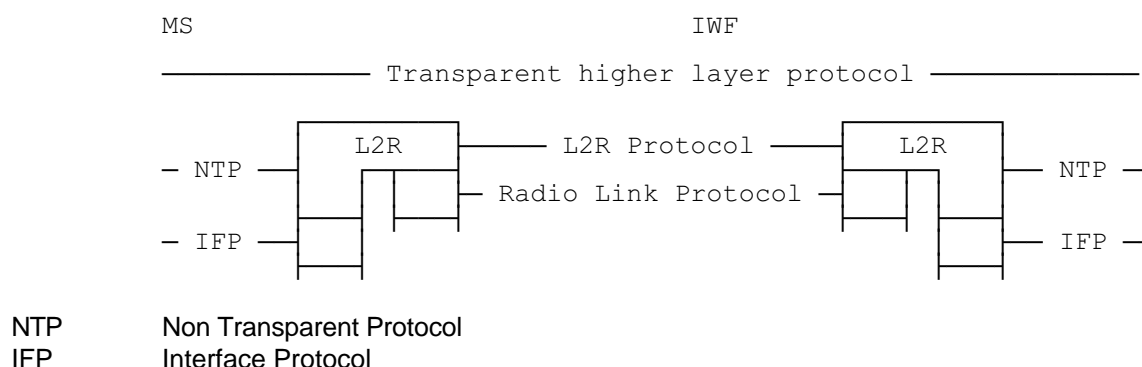 MS IWF
Transparent higher layer protocol
L2R L2R Protocol L2R
NTP NTP
Radio Link Protocol
IFP IFP
NTP Non Transparent Protocol
IFP Interface Protocol